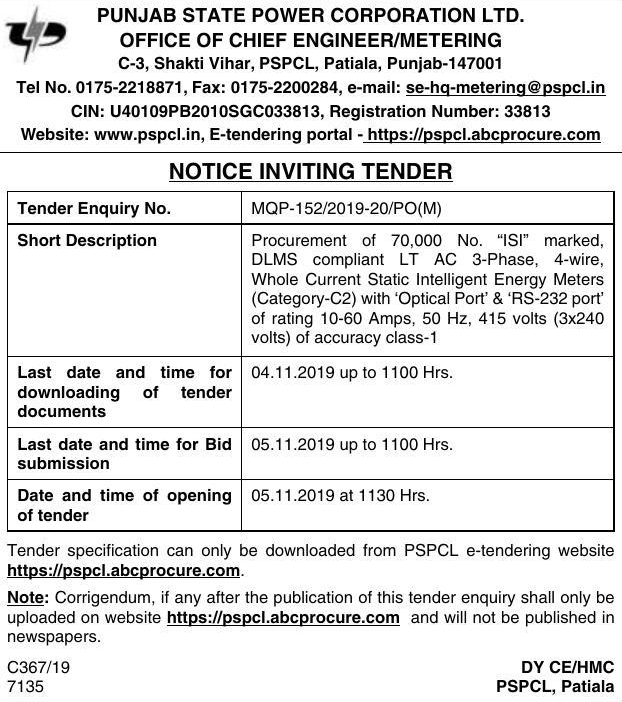 PUNJAB STATE POWER CORPORATION LTD.
OFFICE OF CHIEF ENGINEER/METERING
C-3, Shakti Vihar, PSPCL, Patiala, Punjab-147001
Tel No. 0175-2218871, Fax: 0175-2200284, e-mail: se-hq-metering@pspcl.in
CIN: U40109PB2010SGC033813, Registration Number: 33813
Website: www.pspcl.in, E-tendering portal - https://pspcl.abcprocure.com
NOTICE INVITING TENDER
Tender Enquiry No.
MQP-152/2019-20/PO(M)
Short Description
Procurement of 70,000 No. “ISI” marked,
DLMS compliant LT AC 3-Phase, 4-wire,
Whole Current Static Intelligent Energy Meters
(Category-C2) with ‘Optical Port’ & ‘RS-232 port’
of rating 10-60 Amps, 50 Hz, 415 volts (3x240
volts) of accuracy class-1
Last date and time for
downloading of tender
documents
04.11.2019 up to 1100 Hrs.
Last date and time for Bid
submission
05.11.2019 up to 1100 Hrs.
Date and time of opening
of tender
05.11.2019 at 1130 Hrs.
Tender specification can only be downloaded from PSPCL e-tendering website
https://pspcl.abcprocure.com.
Note: Corrigendum, if any after the publication of this tender enquiry shall only be
uploaded on website https://pspcl.abcprocure.com and will not be published in
newspapers.
C367/19
7135
DY CE/HMC
PSPCL, Patiala